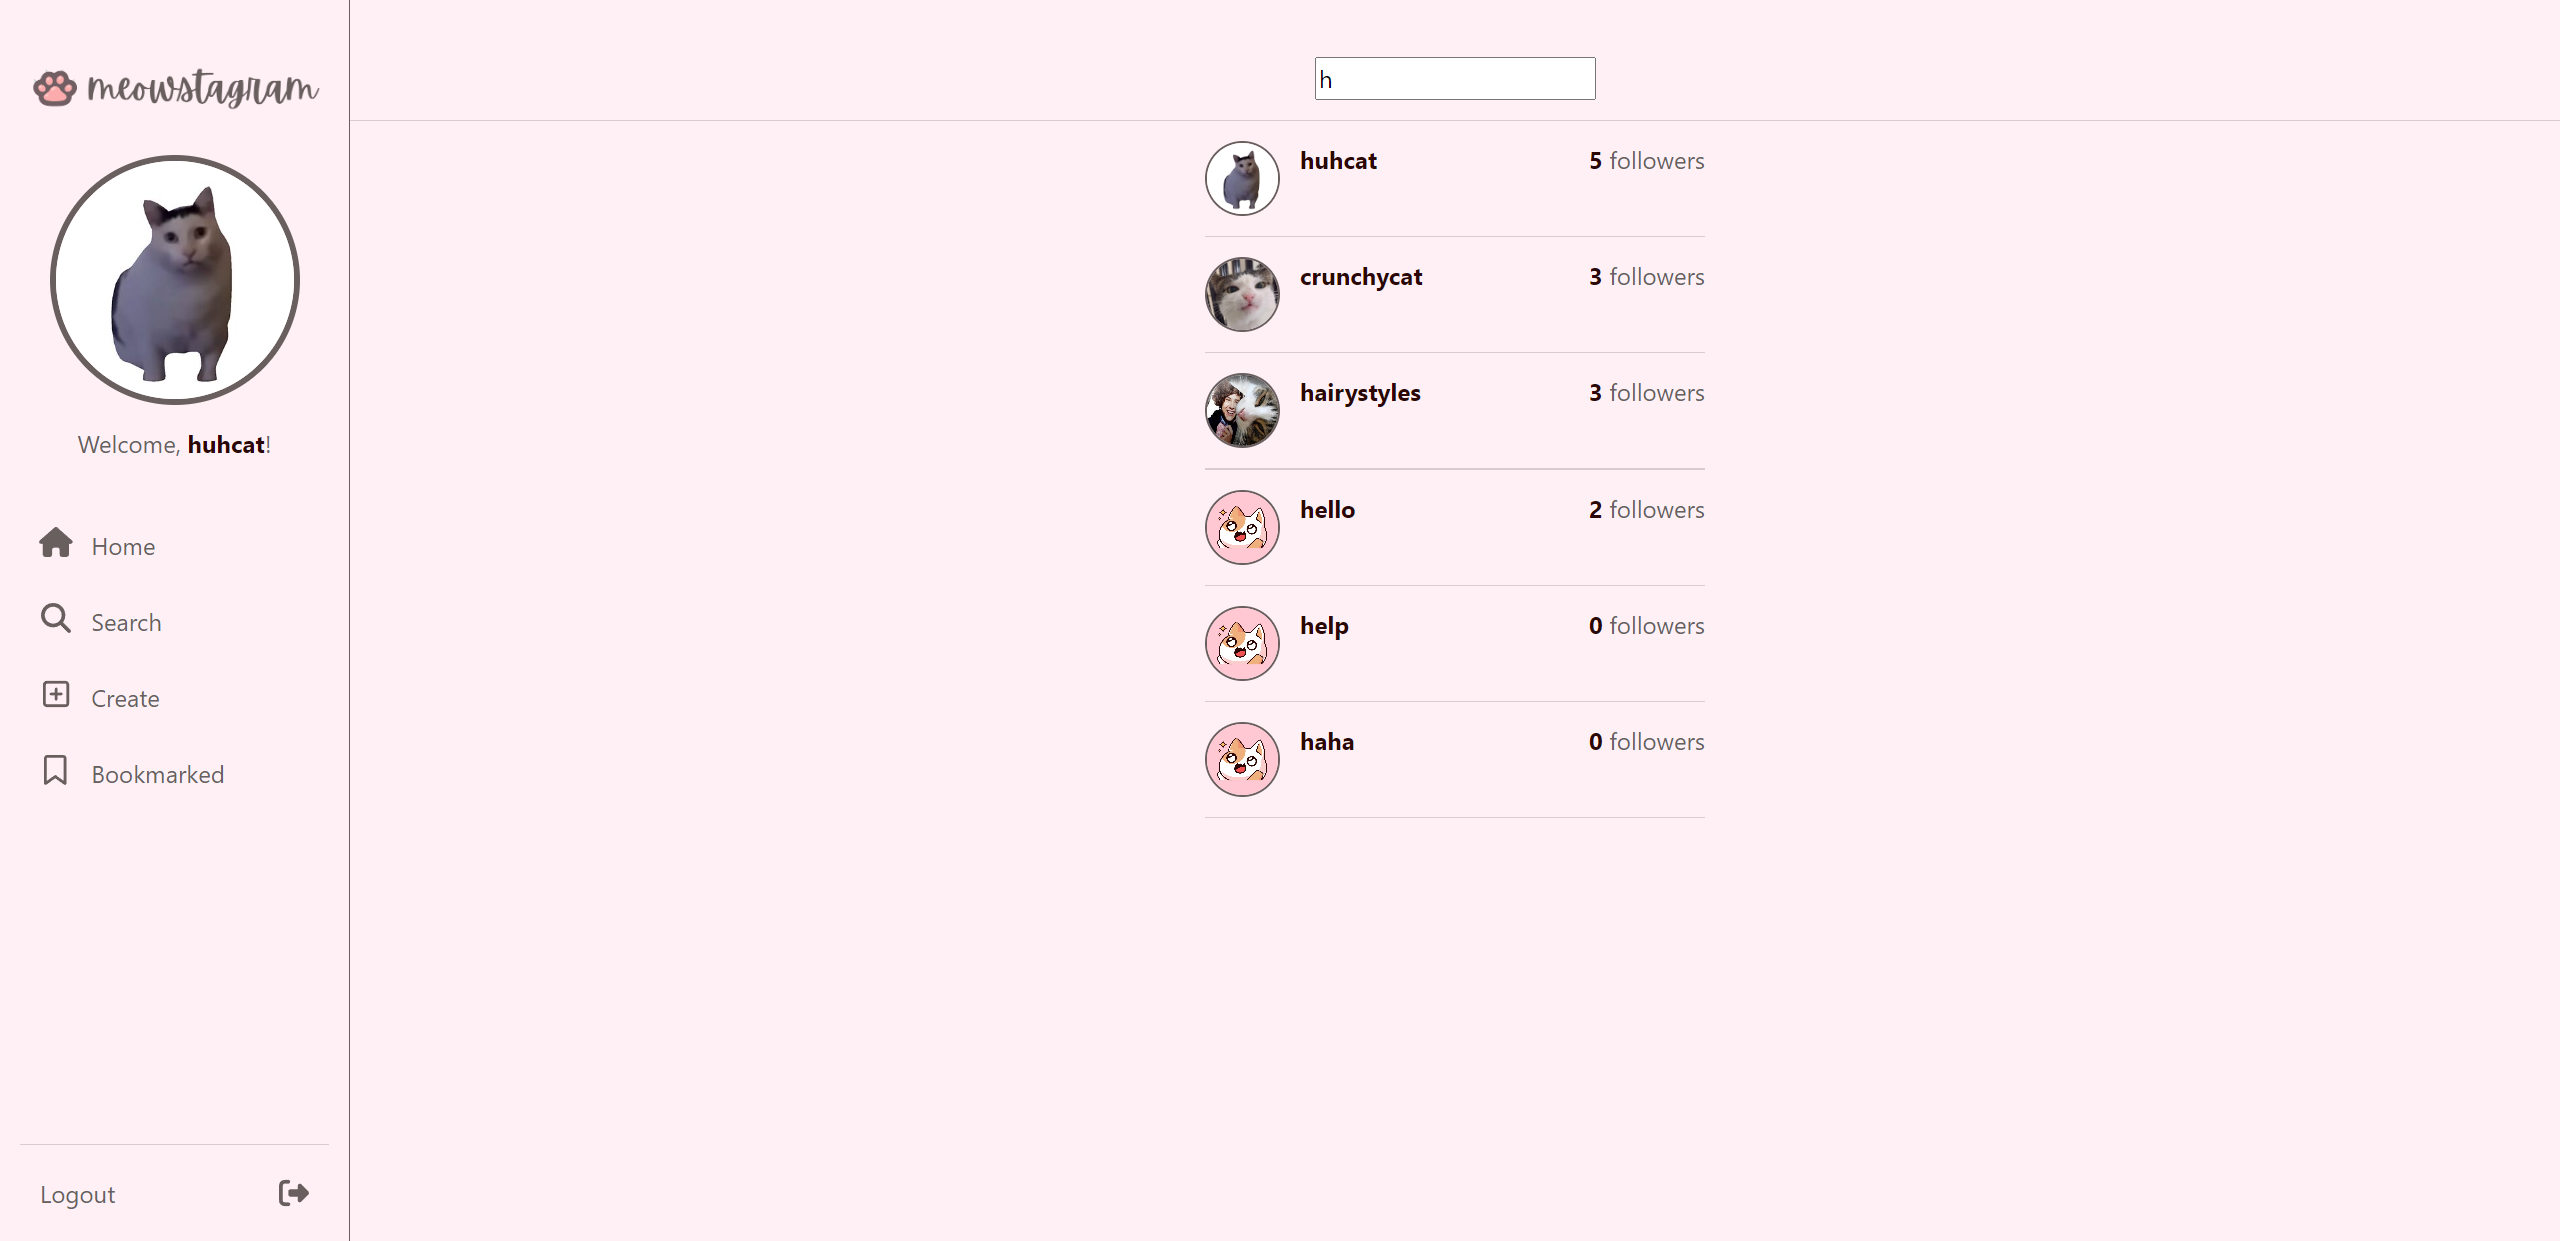 meowstagram
Welcome, huhcat!
Home
Search
Create
Bookmarked
Logout
h
huhcat 5 followers
crunchycat 3 followers
hairystyles 3 followers
hello 2 followers
help 0 followers
haha 0 followers